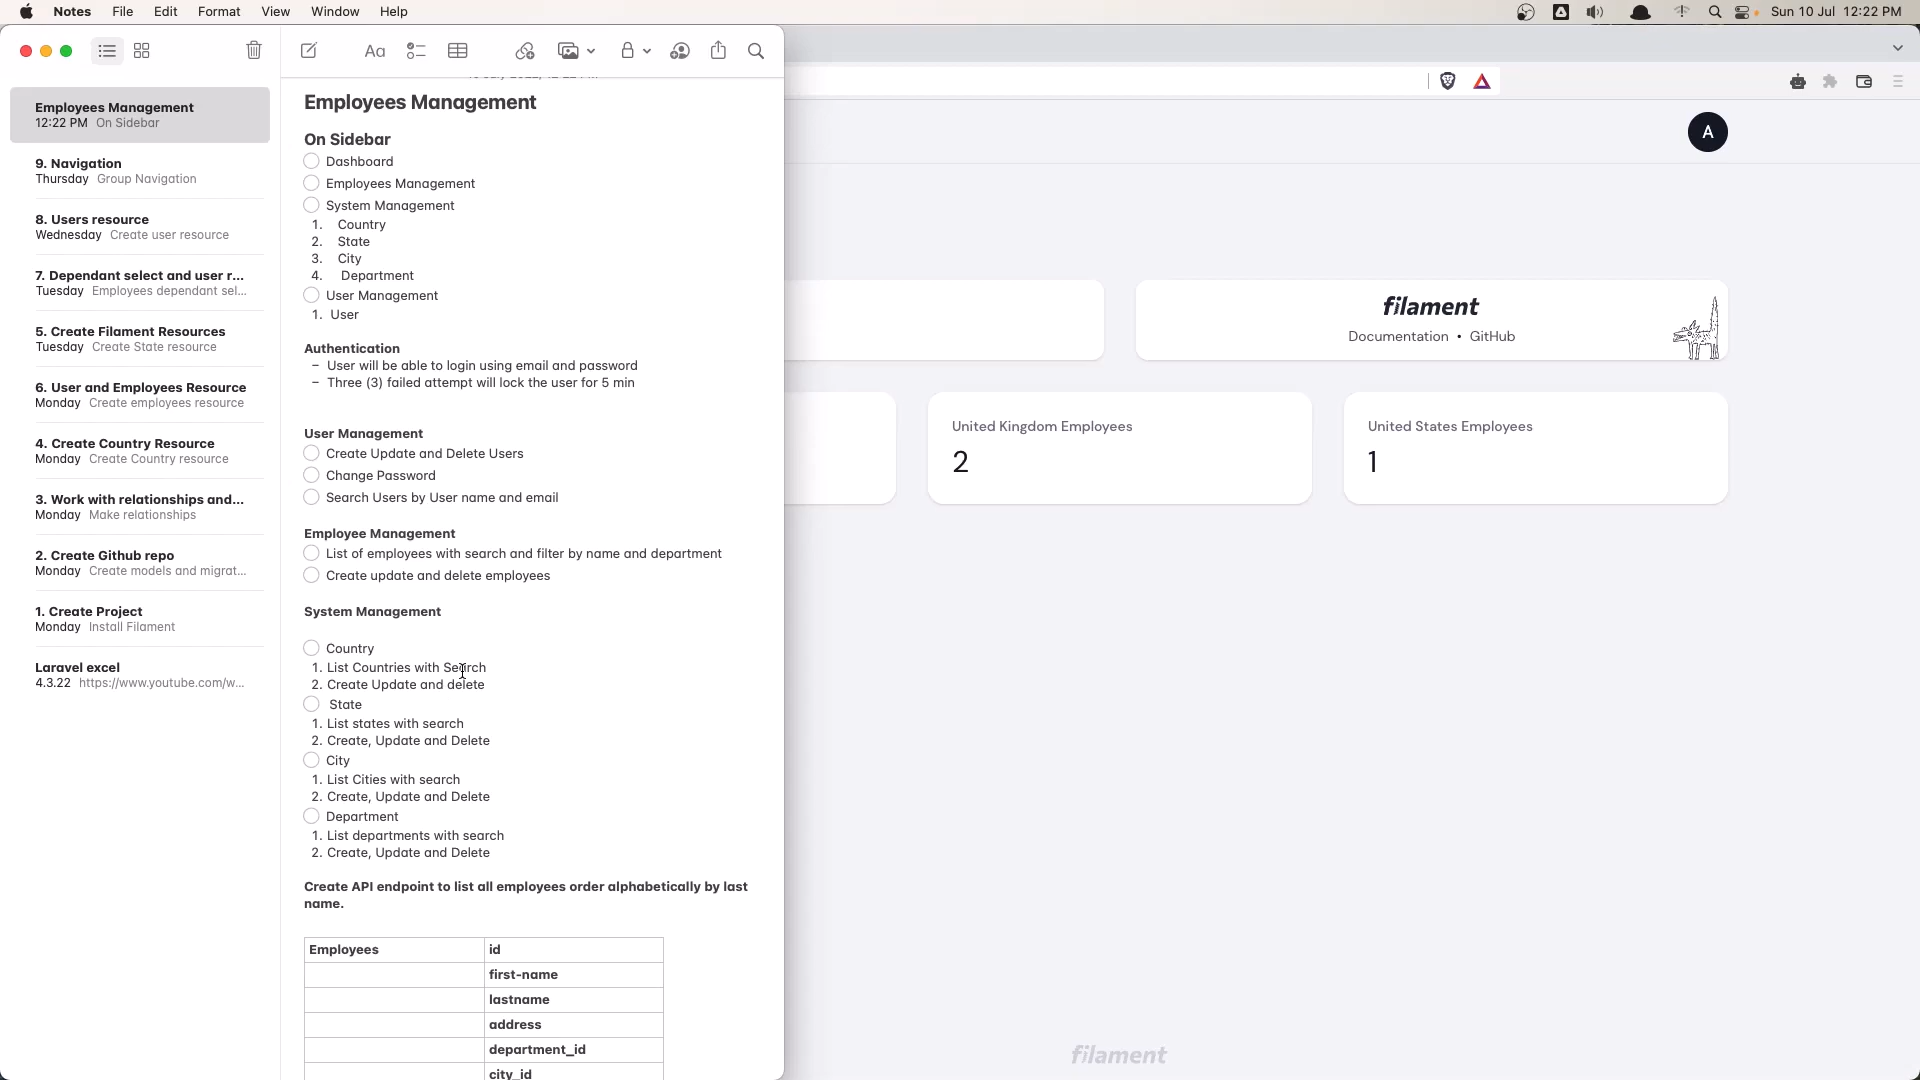 Notes File Edit Format View Window Help
Sun 10 Jul 12:22 PM
Employees Management
12:22 PM On Sidebar
9. Navigation
Thursday Group Navigation
8. Users resource
Wednesday Create user resource
7. Dependant select and user r...
Tuesday Employees dependant sel...
5. Create Filament Resources
Tuesday Create State resource
6. User and Employees Resource
Monday Create employees resource
4. Create Country Resource
Monday Create Country resource
3. Work with relationships and...
Monday Make relationships
2. Create Github repo
Monday Create models and migrat...
1. Create Project
Monday Install Filament
Laravel excel
4.3.22 https://www.youtube.com/w...
Aa
Employees Management
On Sidebar
Dashboard
Employees Management
System Management
1. Country
2. State
3. City
4. Department
User Management
1. User
Authentication
– User will be able to login using email and password
– Three (3) failed attempt will lock the user for 5 min
User Management
Create Update and Delete Users
Change Password
Search Users by User name and email
Employee Management
List of employees with search and filter by name and department
Create update and delete employees
System Management
Country
1. List Countries with Search
2. Create Update and delete
State
1. List states with search
2. Create, Update and Delete
City
1. List Cities with search
2. Create, Update and Delete
Department
1. List departments with search
2. Create, Update and Delete
Create API endpoint to list all employees order alphabetically by last
name.
Employees id
first-name
lastname
address
department_id
city_id
A
filament
Documentation • GitHub
United Kingdom Employees
2
United States Employees
1
filament